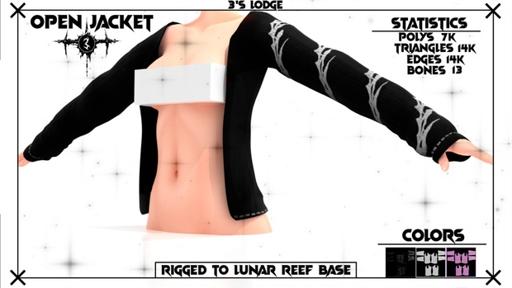 3'S LODGE
OPEN JACKET
3
STATISTICS
POLYS 7K
TRIANGLES 14K
EDGES 14K
BONES 13
COLORS
RIGGED TO LUNAR REEF BASE